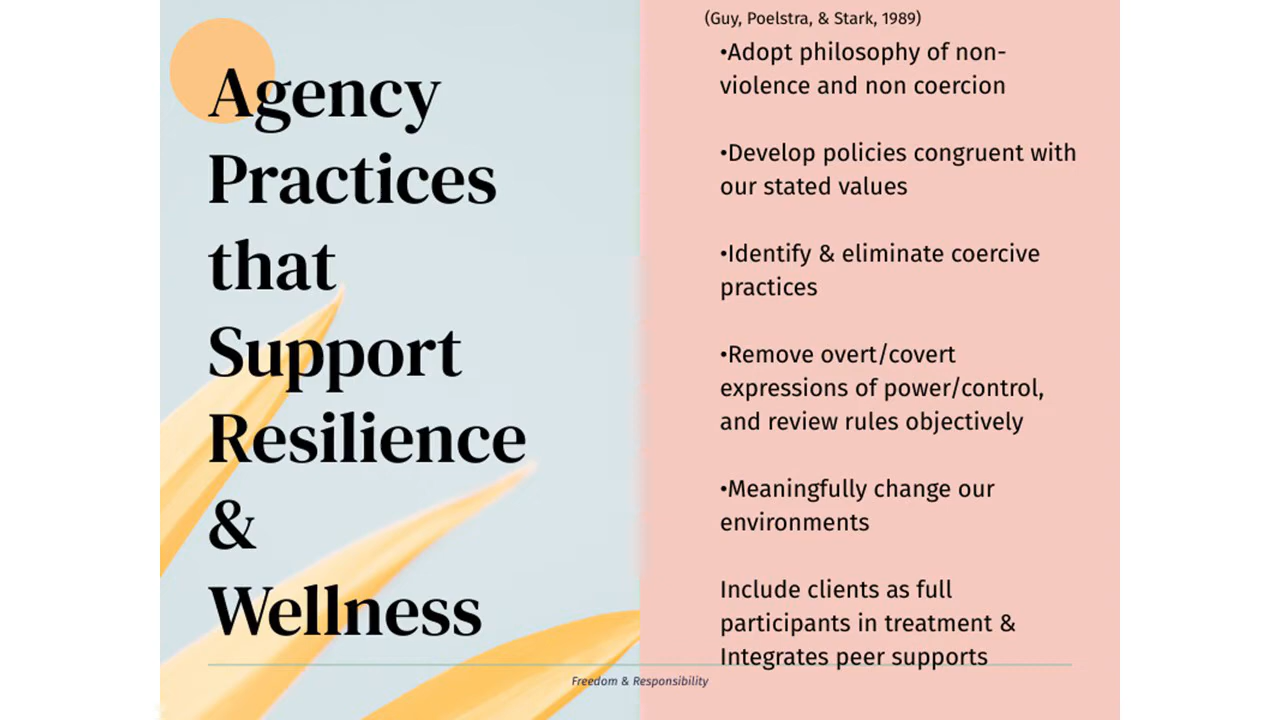 Agency
Practices
that
Support
Resilience
&
Wellness
(Guy, Poelstra, & Stark, 1989)
•Adopt philosophy of non-
violence and non coercion
•Develop policies congruent with
our stated values
•Identify & eliminate coercive
practices
•Remove overt/covert
expressions of power/control,
and review rules objectively
•Meaningfully change our
environments
Include clients as full
participants in treatment &
Integrates peer supports
Freedom & Responsibility